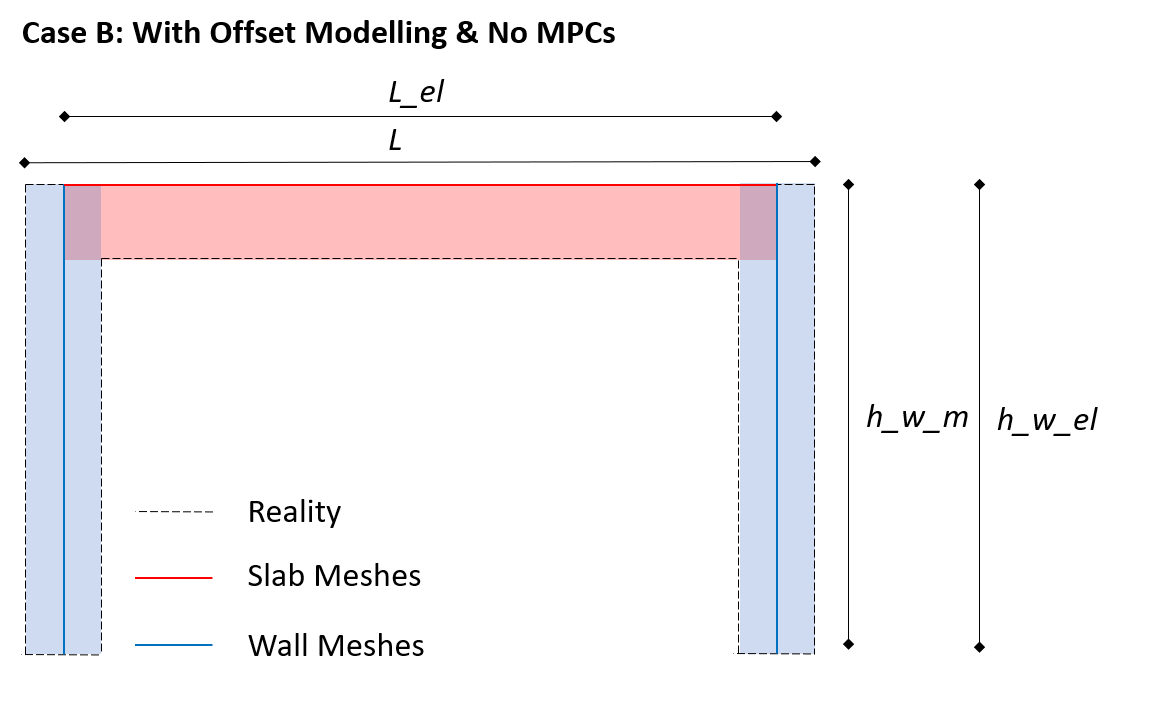 Case B: With Offset Modelling & No MPCs
L_el
L
h_w_m
h_w_el
Reality
Slab Meshes
Wall Meshes